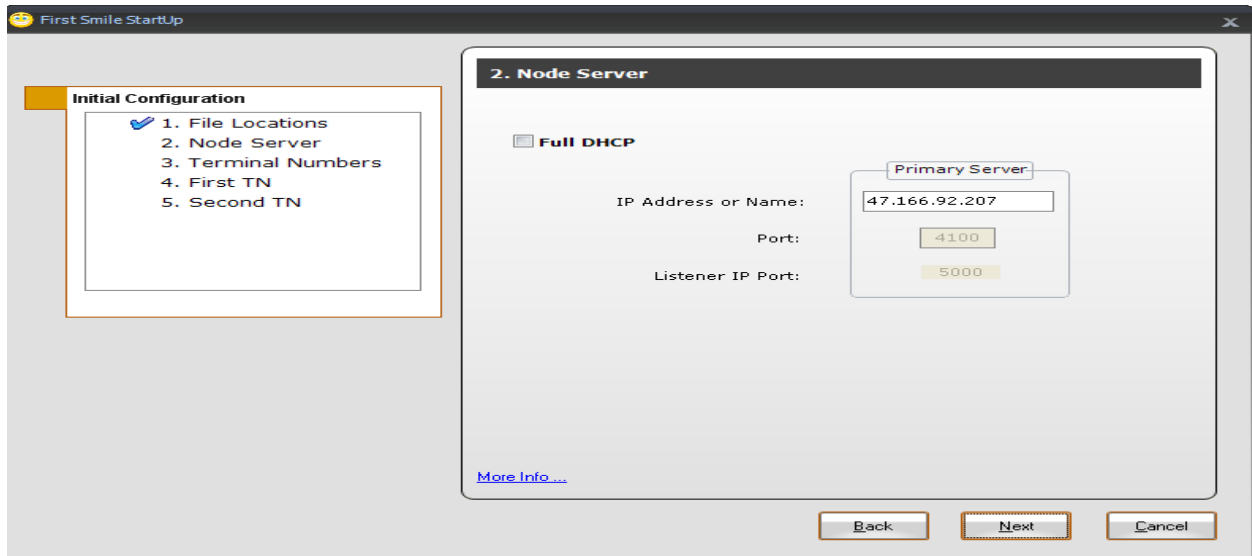 First Smile StartUp
x
Initial Configuration
1. File Locations
2. Node Server
3. Terminal Numbers
4. First TN
5. Second TN
2. Node Server
Full DHCP
Primary Server
IP Address or Name:
47.166.92.207
Port:
4100
Listener IP Port:
5000
More Info ...
Back
Next
Cancel